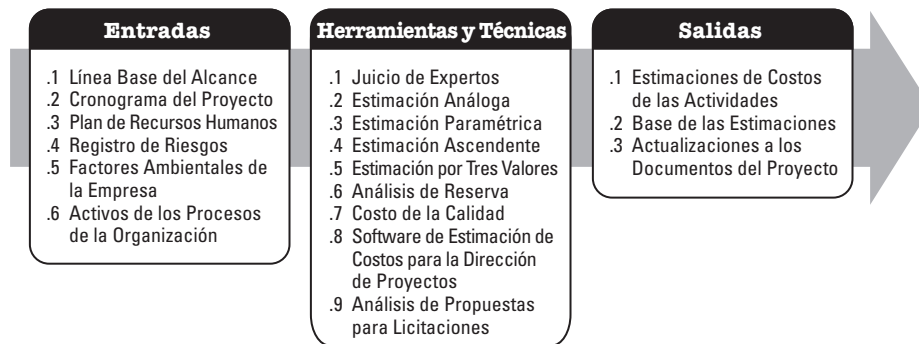 Entradas
.1 Línea Base del Alcance
.2 Cronograma del Proyecto
.3 Plan de Recursos Humanos
.4 Registro de Riesgos
.5 Factores Ambientales de
la Empresa
.6 Activos de los Procesos
de la Organización
Herramientas y Técnicas
.1 Juicio de Expertos
.2 Estimación Análoga
.3 Estimación Paramétrica
.4 Estimación Ascendente
.5 Estimación por Tres Valores
.6 Análisis de Reserva
.7 Costo de la Calidad
.8 Software de Estimación de
Costos para la Dirección
de Proyectos
.9 Análisis de Propuestas
para Licitaciones
Salidas
.1 Estimaciones de Costos
de las Actividades
.2 Base de las Estimaciones
.3 Actualizaciones a los
Documentos del Proyecto